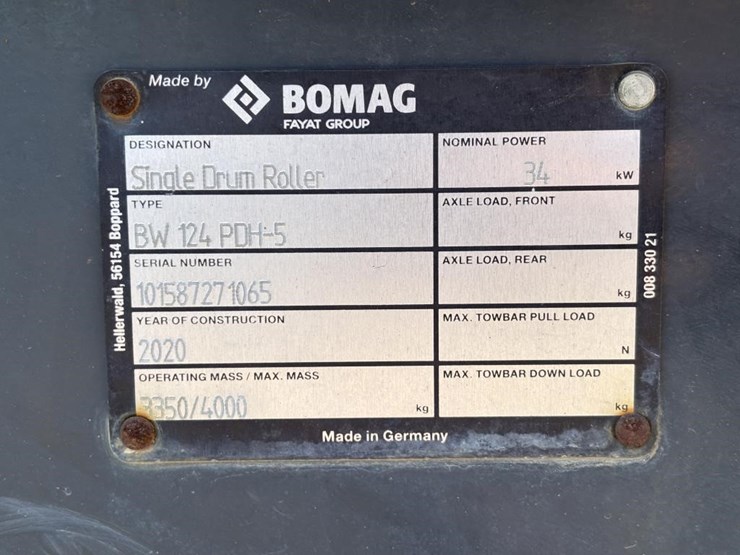 Made by
BOMAG
FAYAT GROUP
DESIGNATION
Single Drum Roller
NOMINAL POWER
34 kW
TYPE
BW 124 PDH-5
AXLE LOAD, FRONT
kg
SERIAL NUMBER
101587271065
AXLE LOAD, REAR
kg
YEAR OF CONSTRUCTION
2020
MAX. TOWBAR PULL LOAD
N
OPERATING MASS / MAX. MASS
3350/4000 kg
MAX. TOWBAR DOWN LOAD
kg
Made in Germany
Hellerwald, 56154 Boppard
008 330 21